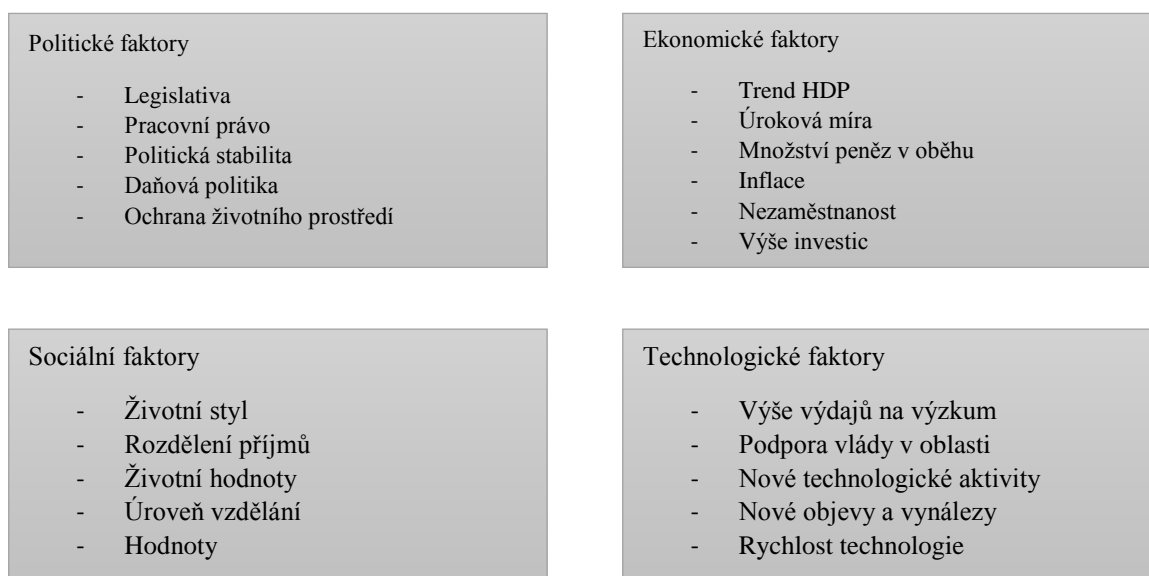 Politické faktory
- Legislativa
- Pracovní právo
- Politická stabilita
- Daňová politika
- Ochrana životního prostředí
Ekonomické faktory
- Trend HDP
- Úroková míra
- Množství peněz v oběhu
- Inflace
- Nezaměstnanost
- Výše investic
Sociální faktory
- Životní styl
- Rozdělení příjmů
- Životní hodnoty
- Úroveň vzdělání
- Hodnoty
Technologické faktory
- Výše výdajů na výzkum
- Podpora vlády v oblasti
- Nové technologické aktivity
- Nové objevy a vynálezy
- Rychlost technologie